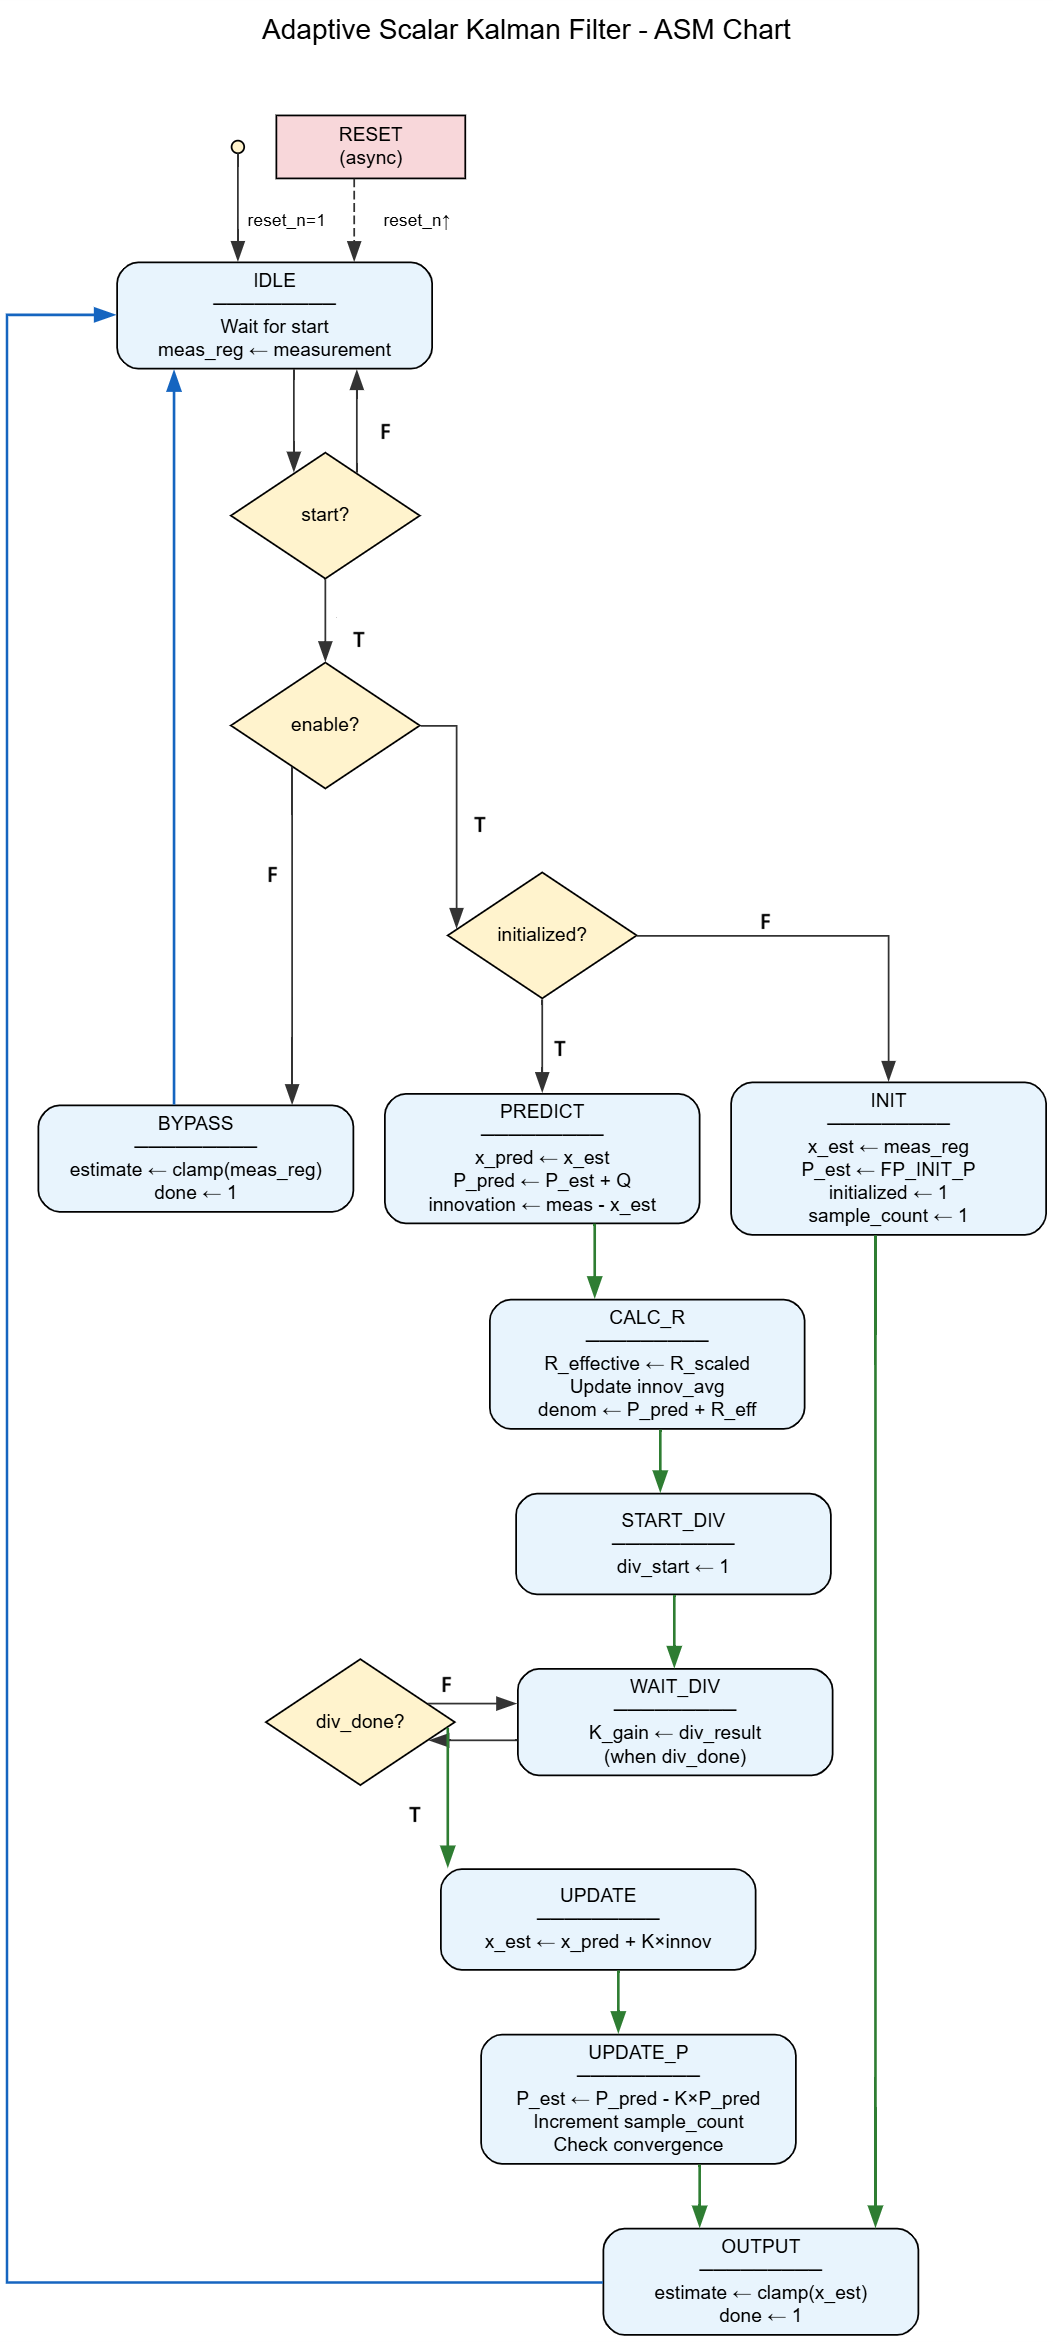 Adaptive Scalar Kalman Filter - ASM Chart
RESET
(async)
reset_n=1
reset_n↑
IDLE
Wait for start
meas_reg ← measurement
F
start?
T
enable?
T
F
initialized?
F
T
BYPASS
estimate ← clamp(meas_reg)
done ← 1
PREDICT
x_pred ← x_est
P_pred ← P_est + Q
innovation ← meas - x_est
INIT
x_est ← meas_reg
P_est ← FP_INIT_P
initialized ← 1
sample_count ← 1
CALC_R
R_effective ← R_scaled
Update innov_avg
denom ← P_pred + R_eff
START_DIV
div_start ← 1
div_done?
F
T
WAIT_DIV
K_gain ← div_result
(when div_done)
UPDATE
x_est ← x_pred + K×innov
UPDATE_P
P_est ← P_pred - K×P_pred
Increment sample_count
Check convergence
OUTPUT
estimate ← clamp(x_est)
done ← 1